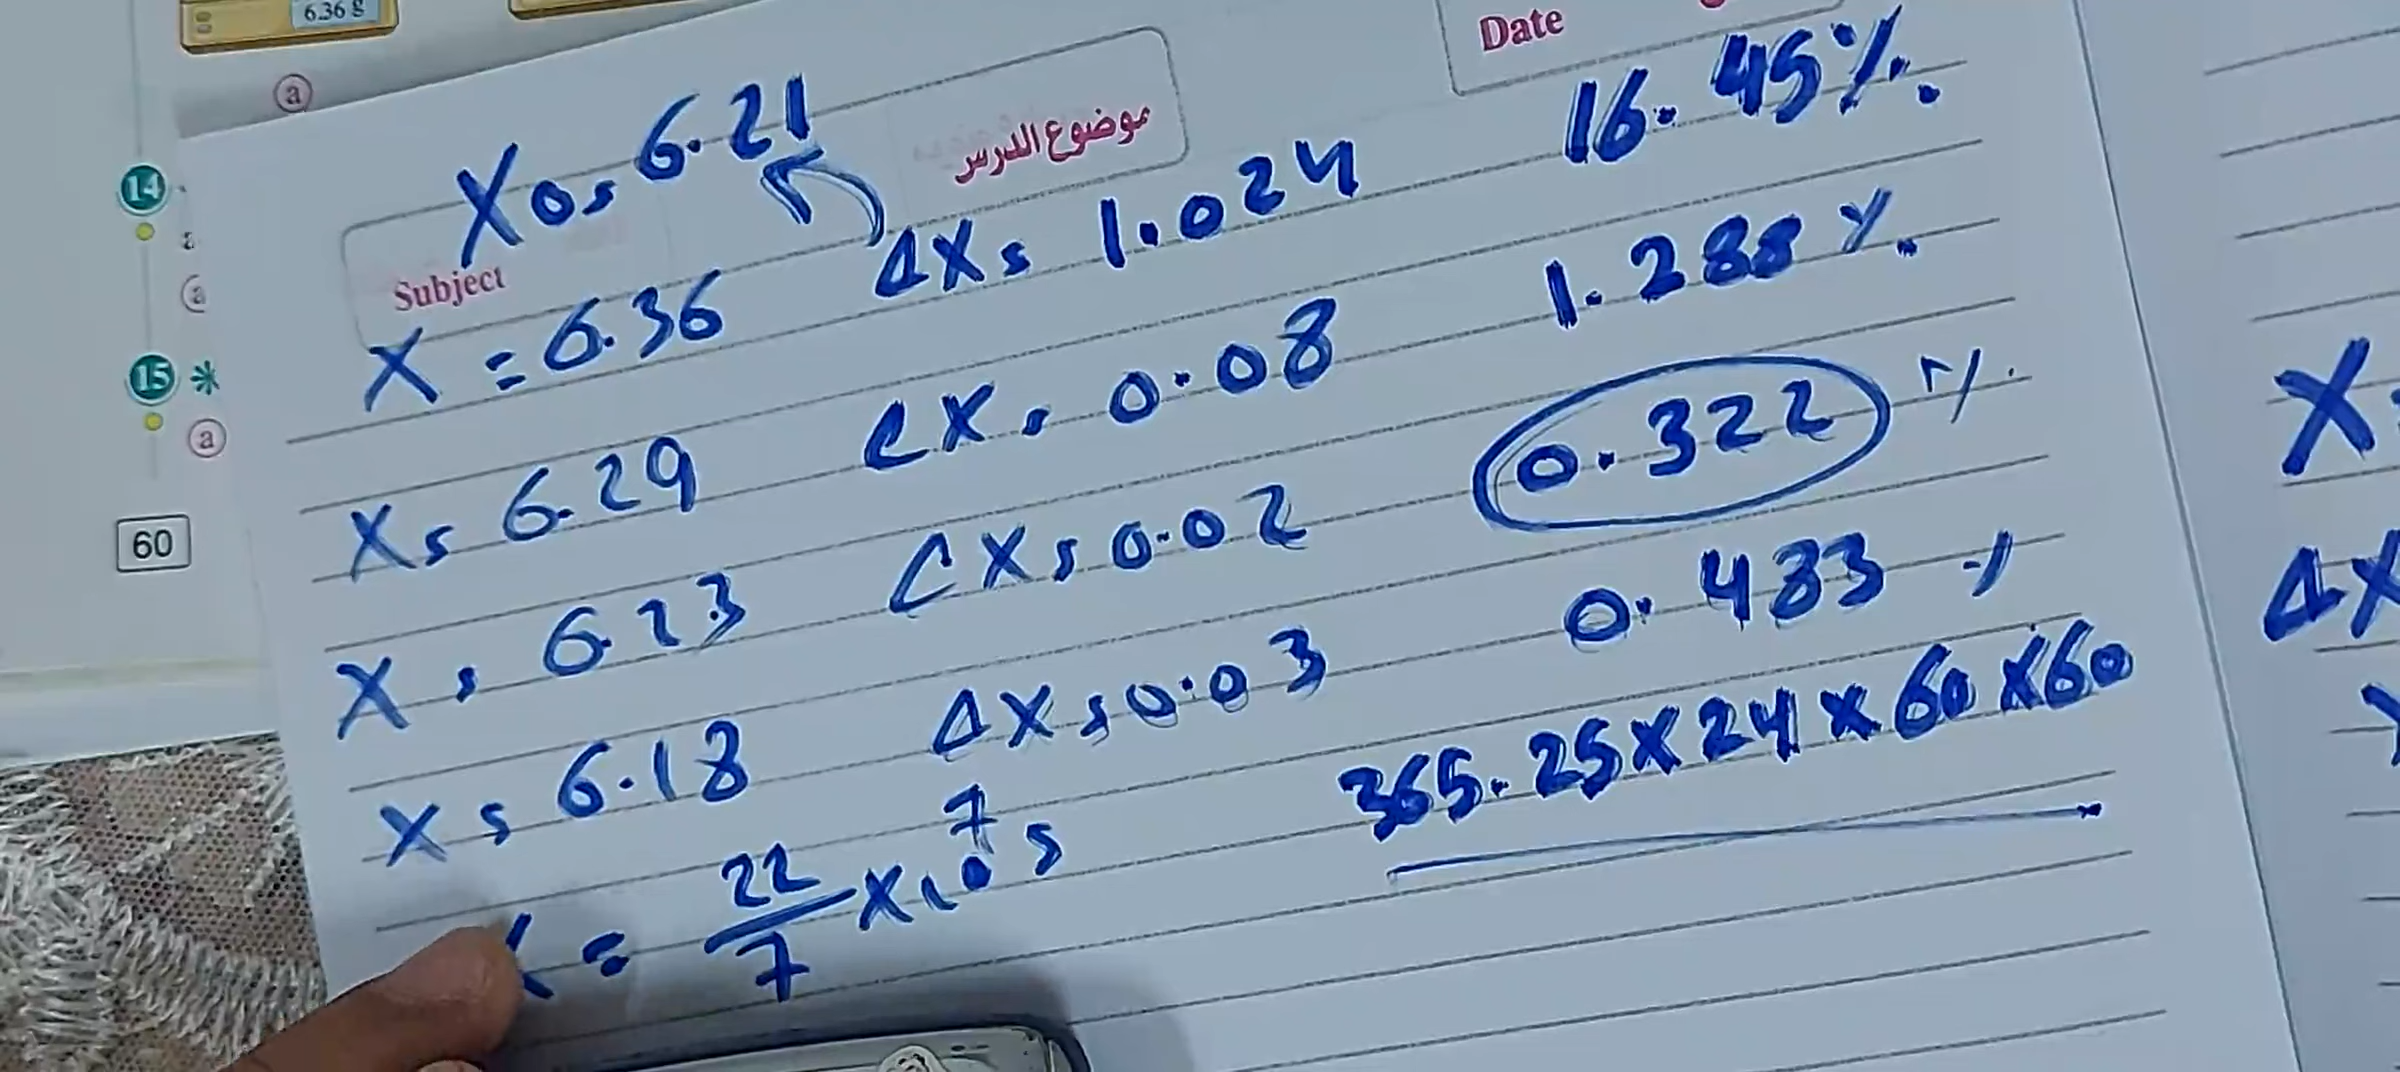 6.36 g
Date
a
X₀ = 6.21
موضوع الدرس
16.45%
14
Subject
ΔX = 1.024
a
X = 6.36
1.288%
15 *
ΔX = 0.08
a
X = 6.29
0.322 %
60
ΔX = 0.02
X = 6.23
0.483 %
ΔX = 0.03
X = 6.18
365.25 x 24 x 60 x 60
X = 22/7 x 10⁷ s
X
ΔX